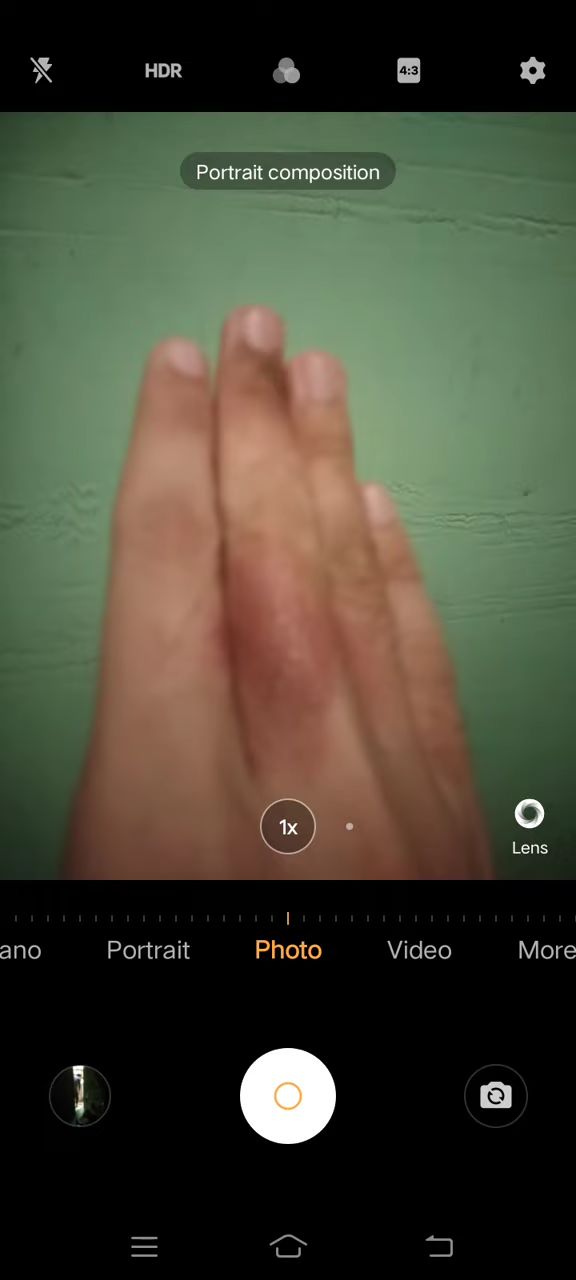 HDR
4:3
Portrait composition
1x
Lens
ano Portrait Photo Video More